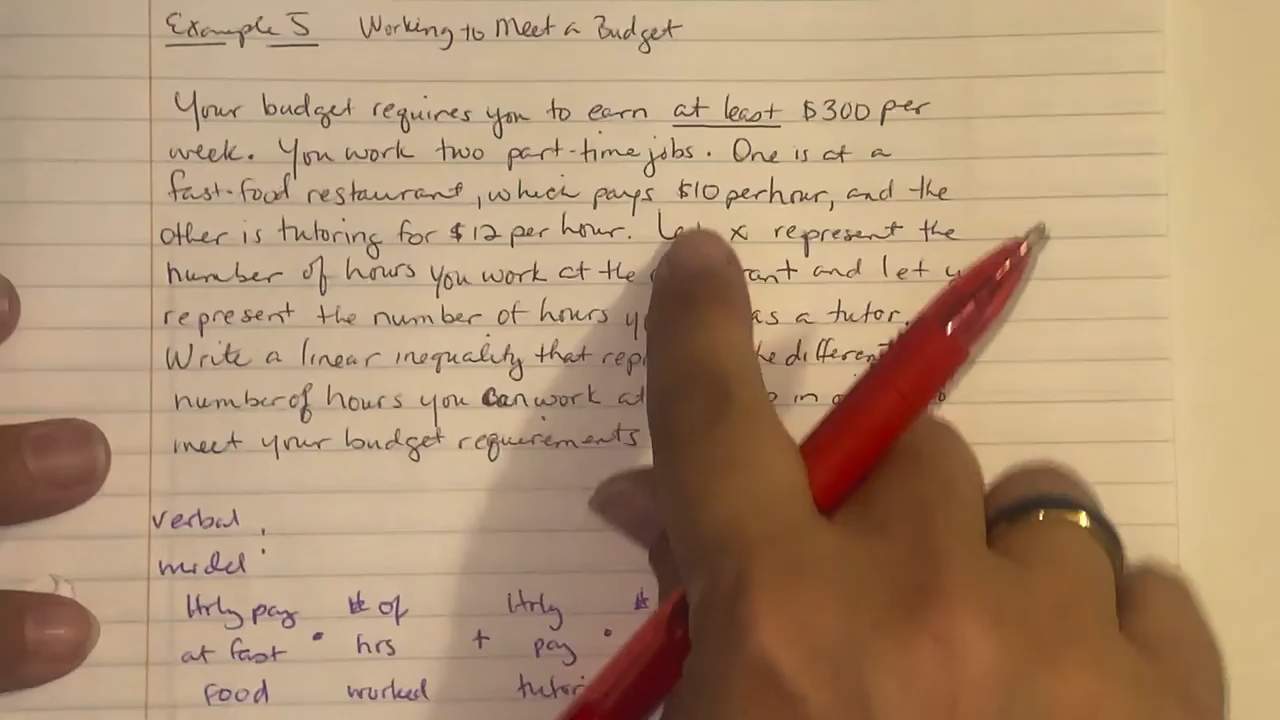 Example 5 Working to Meet a Budget
Your budget requires you to earn at least $300 per
week. You work two part-time jobs. One is at a
fast-food restaurant, which pays $10 per hour, and the
other is tutoring for $12 per hour. Let x represent the
number of hours you work at the and let y
represent the number of hours as a tutor.
Write a linear inequality that the different
number of hours you can work at in
meet your budget requirements
verbal
model :
Hrly pay # of Hrly #
at fast • hrs + pay •
food worked